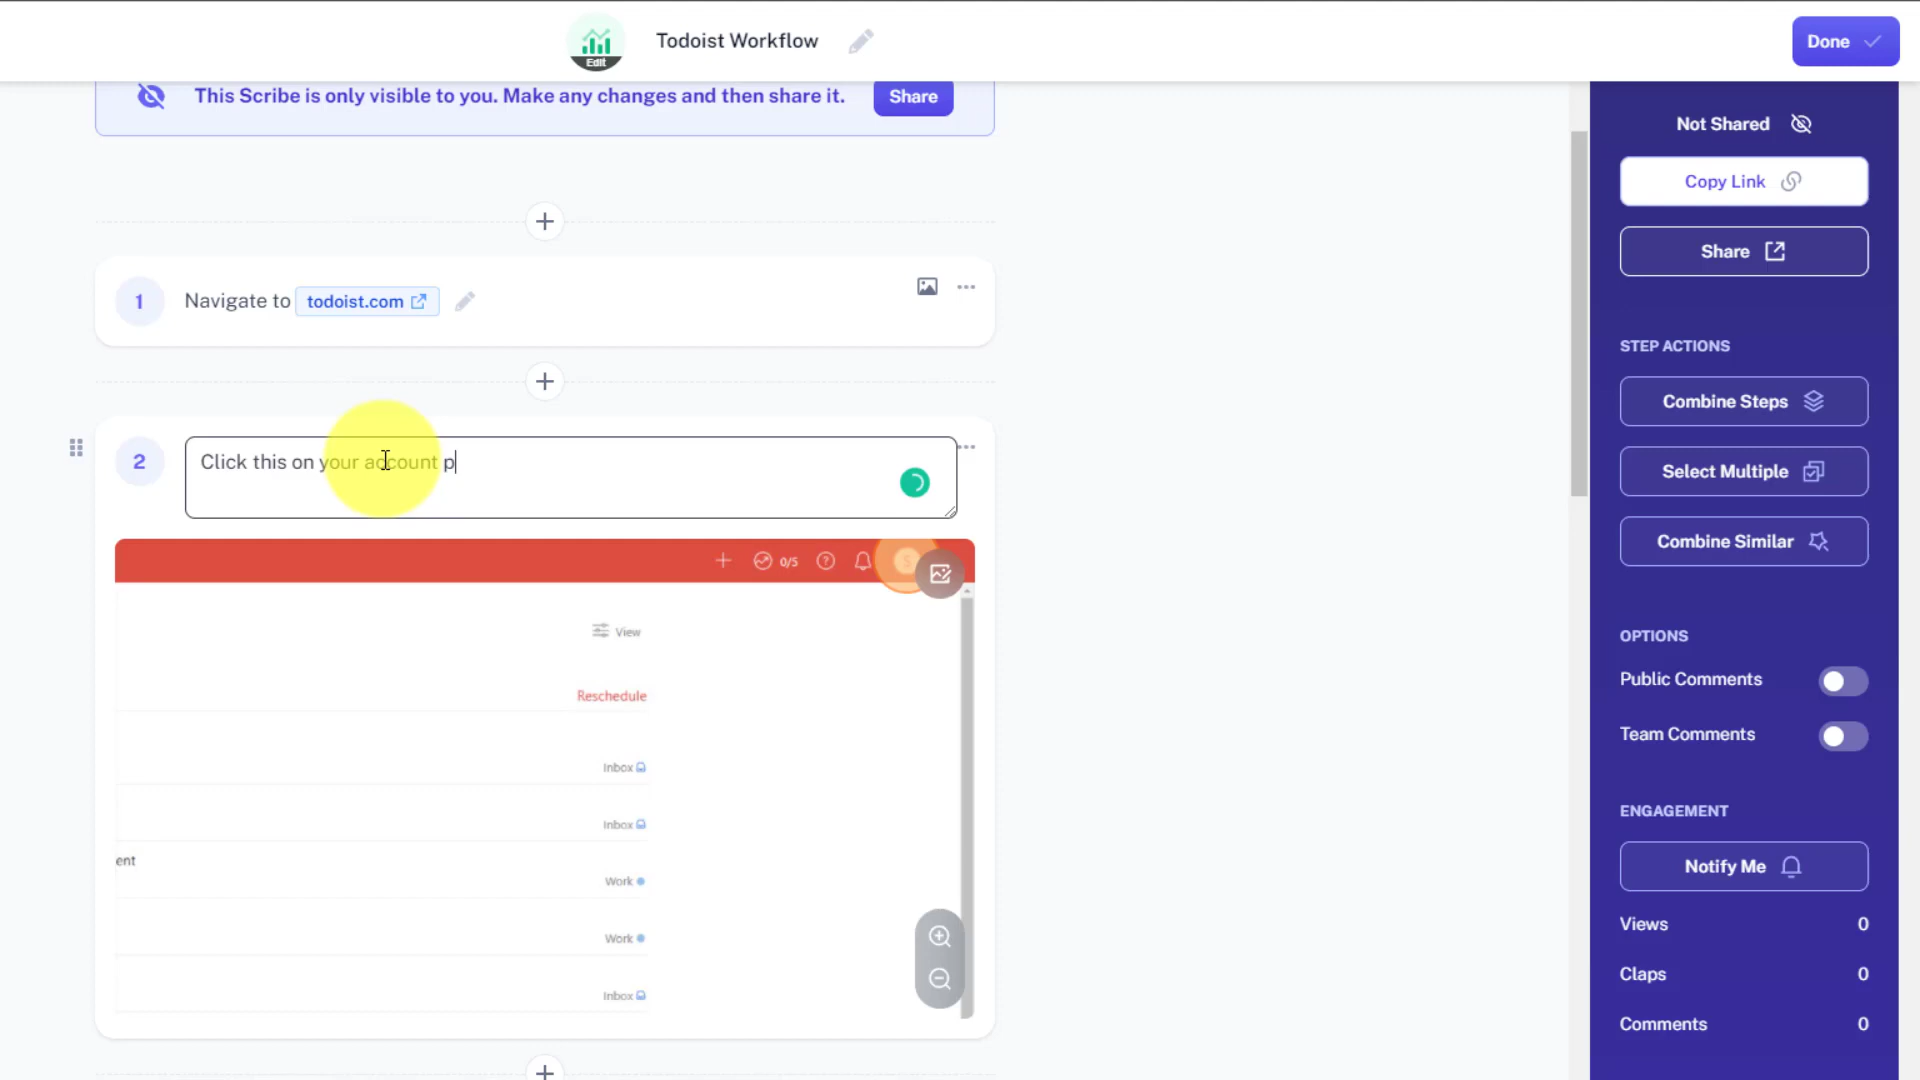 Edit
Todoist Workflow
Done
This Scribe is only visible to you. Make any changes and then share it.
Share
Not Shared
Copy Link
Share
1
Navigate to todoist.com
STEP ACTIONS
Combine Steps
2
Click this on your account p
Select Multiple
Combine Similar
0/5
View
OPTIONS
Public Comments
Reschedule
Team Comments
Inbox
ENGAGEMENT
Inbox
ent
Notify Me
Work
Views 0
Work
Claps 0
Inbox
Comments 0